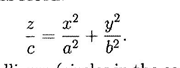 z/c = x²/a² + y²/b².